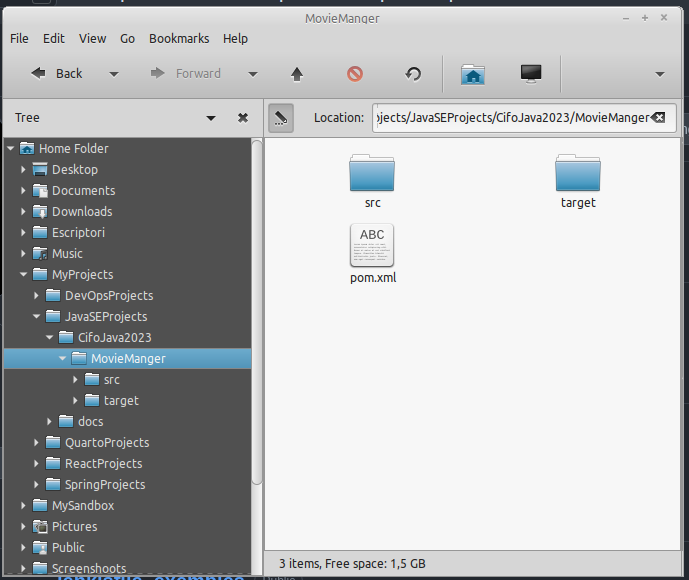 MovieManger
File Edit View Go Bookmarks Help
Back Forward
Tree
Location: ojects/JavaSEProjects/CifoJava2023/MovieManger
Home Folder
Desktop
Documents
Downloads
Escriptori
Music
MyProjects
DevOpsProjects
JavaSEProjects
CifoJava2023
MovieManger
src
target
docs
QuartoProjects
ReactProjects
SpringProjects
MySandbox
Pictures
Public
Screenshoots
src
target
ABC
pom.xml
3 items, Free space: 1,5 GB